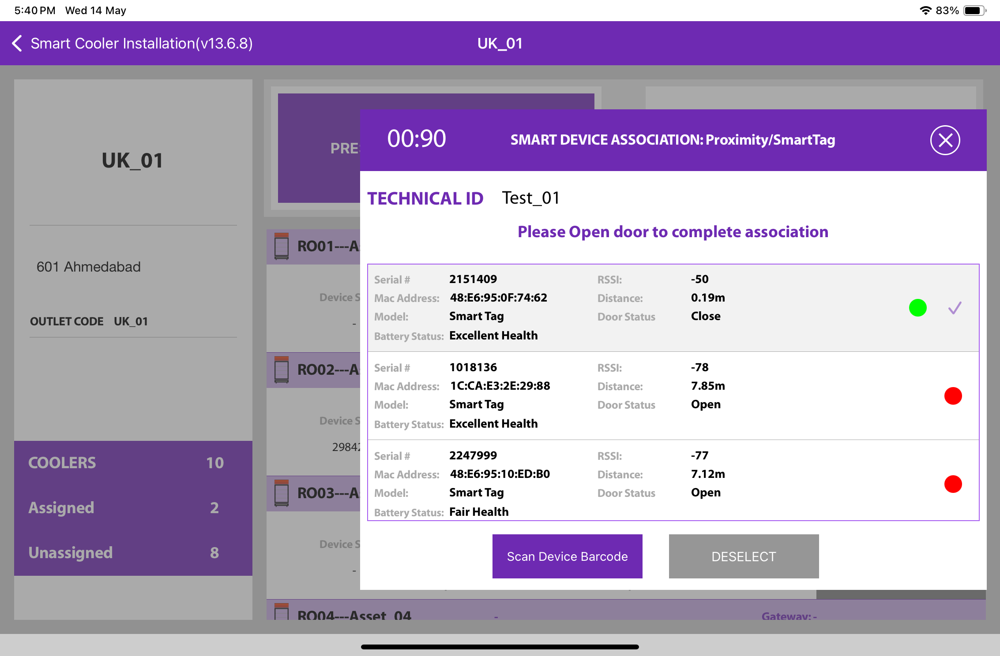 5:40 PM Wed 14 May 83%
Smart Cooler Installation(v13.6.8) UK_01
UK_01
601 Ahmedabad
OUTLET CODE UK_01
COOLERS 10
Assigned 2
Unassigned 8
PRES
RO01---As
Device S
-
RO02---As
Device S
29842
RO03---As
Device S
-
RO04---Asset_04 - Gateway: -
00:90 SMART DEVICE ASSOCIATION: Proximity/SmartTag
TECHNICAL ID Test_01
Please Open door to complete association
Serial # 2151409 RSSI: -50
Mac Address: 48:E6:95:0F:74:62 Distance: 0.19m
Model: Smart Tag Door Status Close
Battery Status: Excellent Health
Serial # 1018136 RSSI: -78
Mac Address: 1C:CA:E3:2E:29:88 Distance: 7.85m
Model: Smart Tag Door Status Open
Battery Status: Excellent Health
Serial # 2247999 RSSI: -77
Mac Address: 48:E6:95:10:ED:B0 Distance: 7.12m
Model: Smart Tag Door Status Open
Battery Status: Fair Health
Scan Device Barcode DESELECT